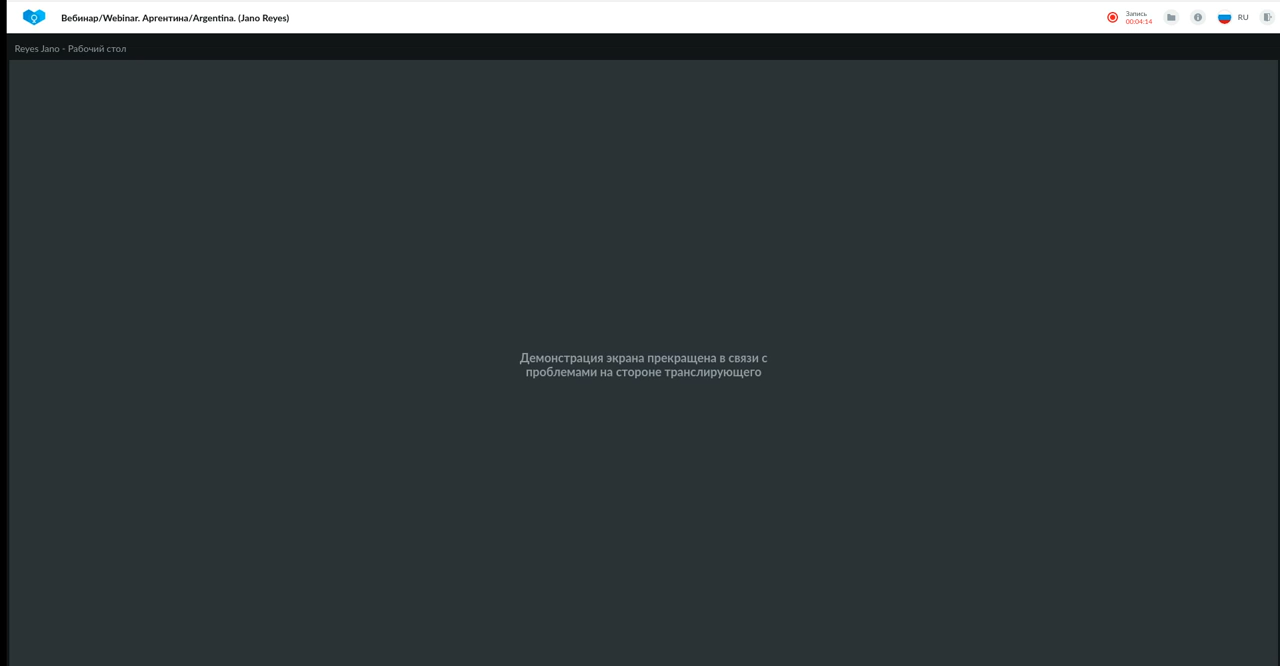 Вебинар/Webinar. Аргентина/Argentina. (Jano Reyes)
Запись
00:04:14
RU
Reyes Jano - Рабочий стол
Демонстрация экрана прекращена в связи с
проблемами на стороне транслирующего